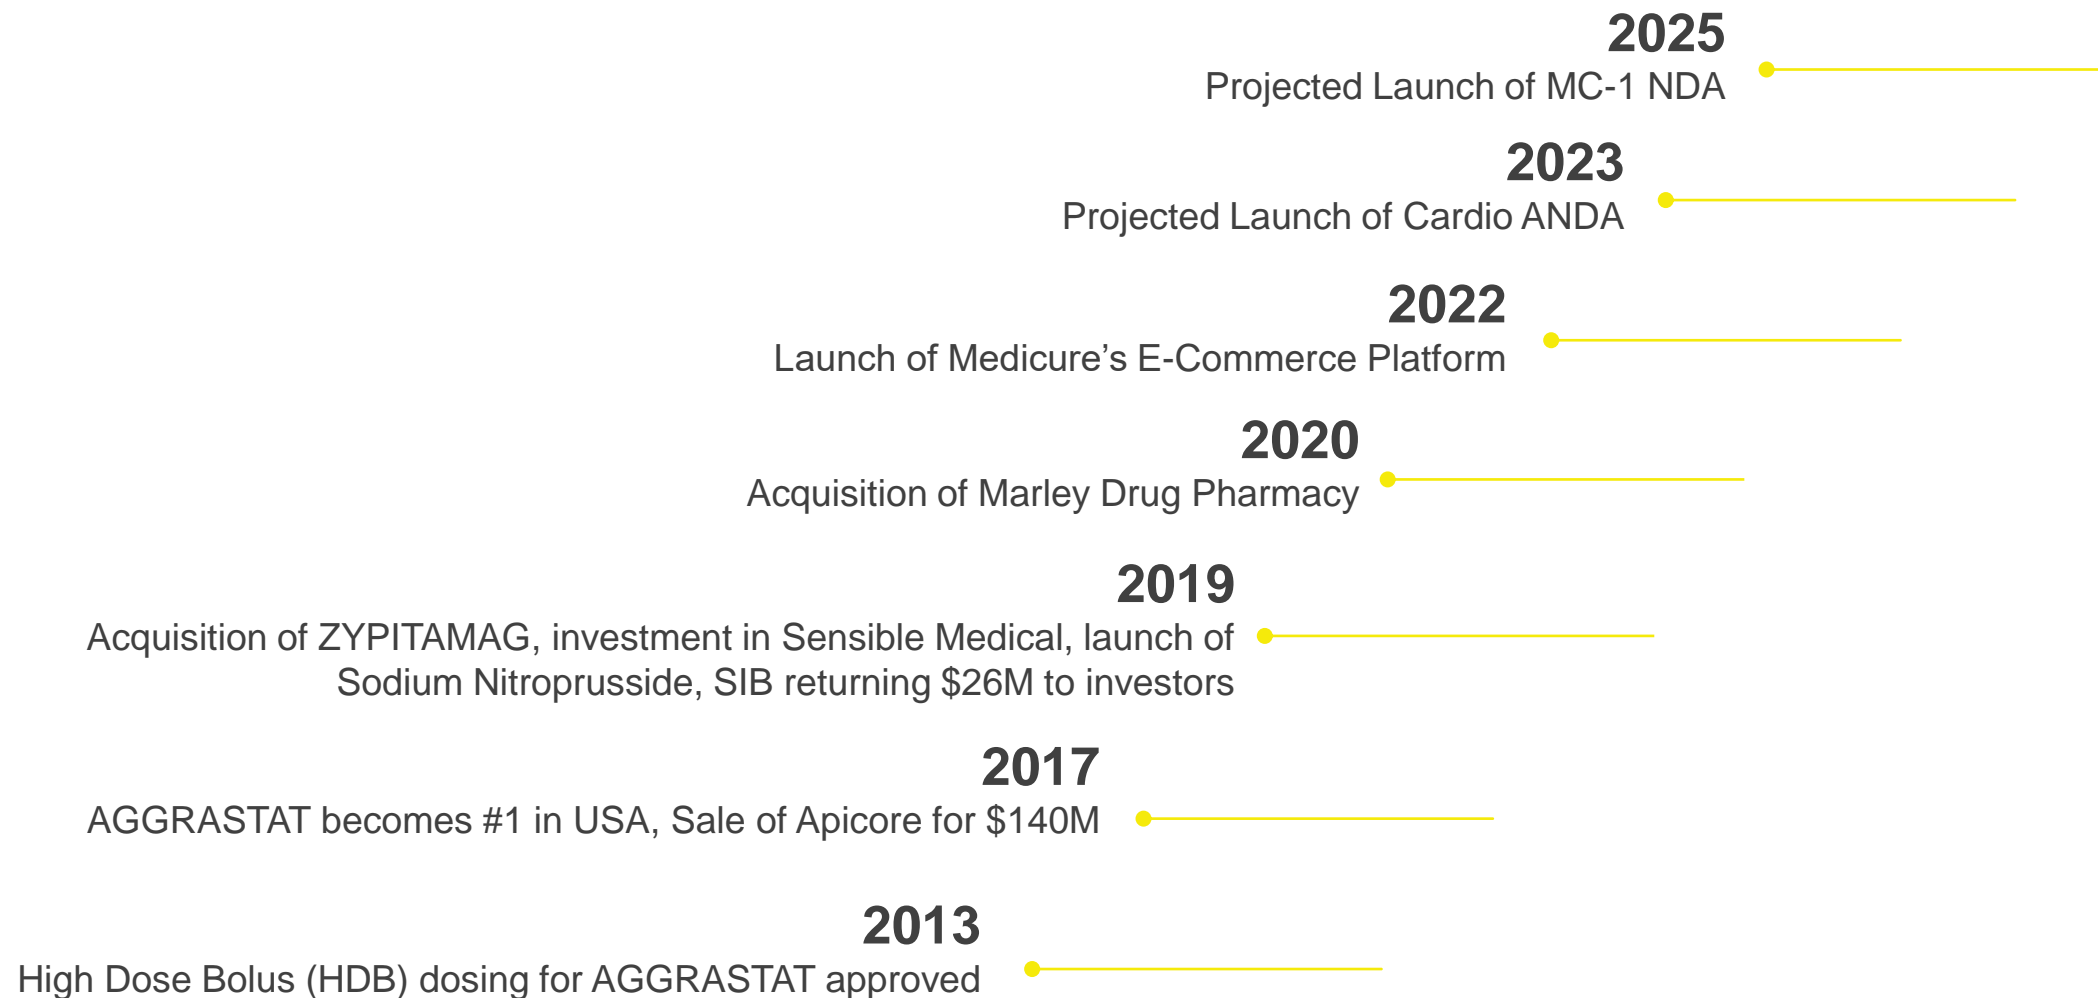 2025
Projected Launch of MC-1 NDA
2023
Projected Launch of Cardio ANDA
2022
Launch of Medicure’s E-Commerce Platform
2020
Acquisition of Marley Drug Pharmacy
2019
Acquisition of ZYPITAMAG, investment in Sensible Medical, launch of
Sodium Nitroprusside, SIB returning $26M to investors
2017
AGGRASTAT becomes #1 in USA, Sale of Apicore for $140M
2013
High Dose Bolus (HDB) dosing for AGGRASTAT approved